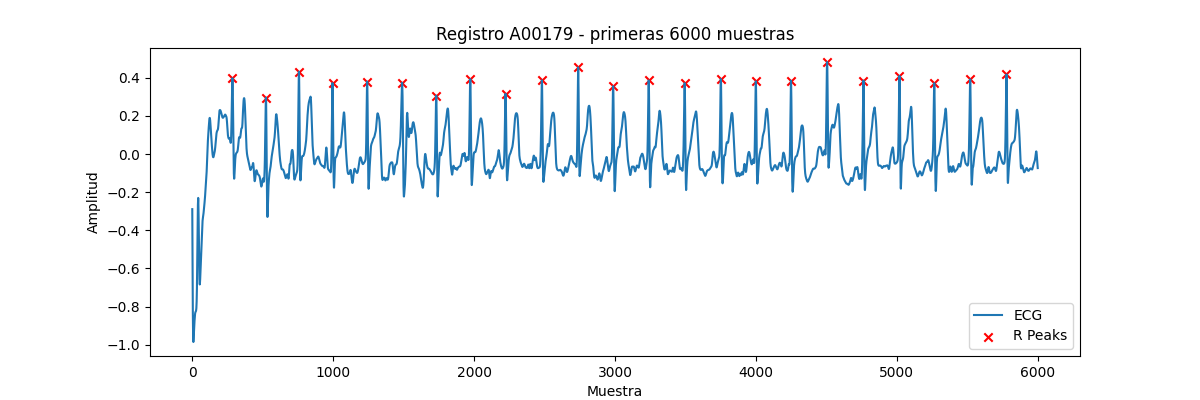 Registro A00179 - primeras 6000 muestras
Amplitud
0.4
0.2
0.0
−0.2
−0.4
−0.6
−0.8
−1.0
0 1000 2000 3000 4000 5000 6000
Muestra
ECG
R Peaks